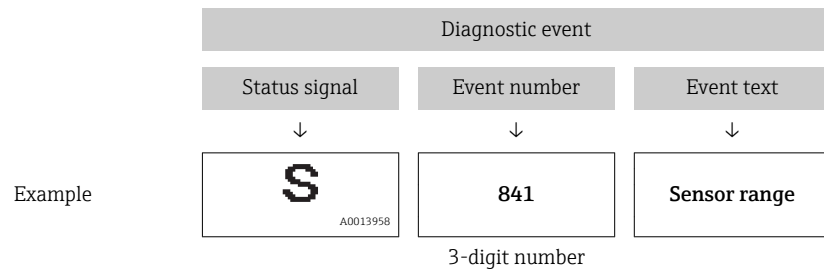 Diagnostic event
Status signal Event number Event text
↓ ↓ ↓
Example S 841 Sensor range
A0013958
3-digit number